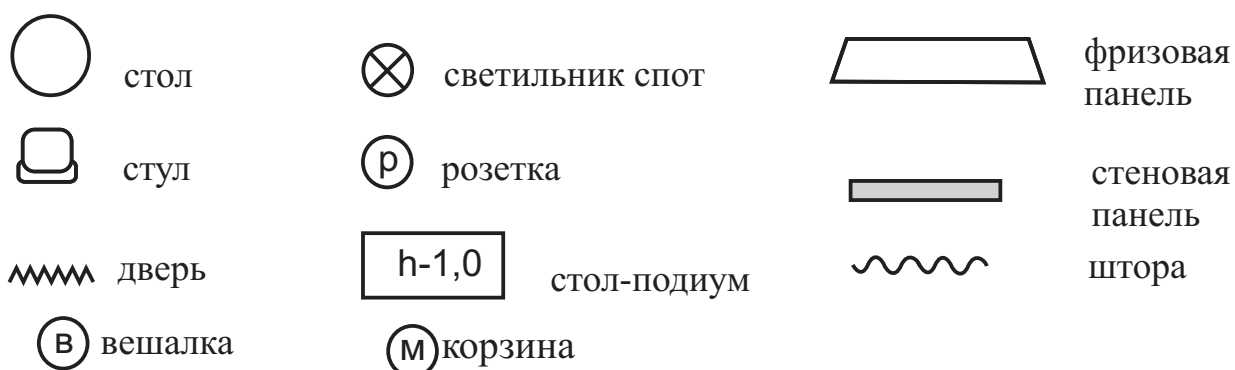 стол
светильник спот
фризовая
панель
стул
р
розетка
стеновая
панель
дверь
h-1,0
стол-подиум
штора
в
вешалка
м
корзина